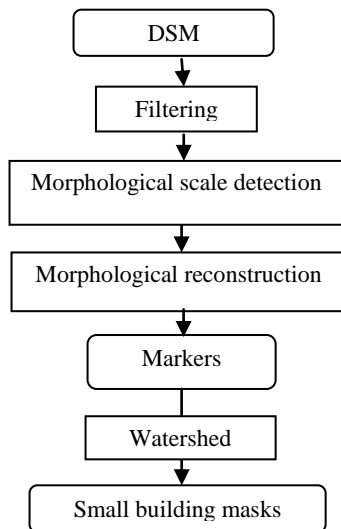 DSM
Filtering
Morphological scale detection
Morphological reconstruction
Markers
Watershed
Small building masks